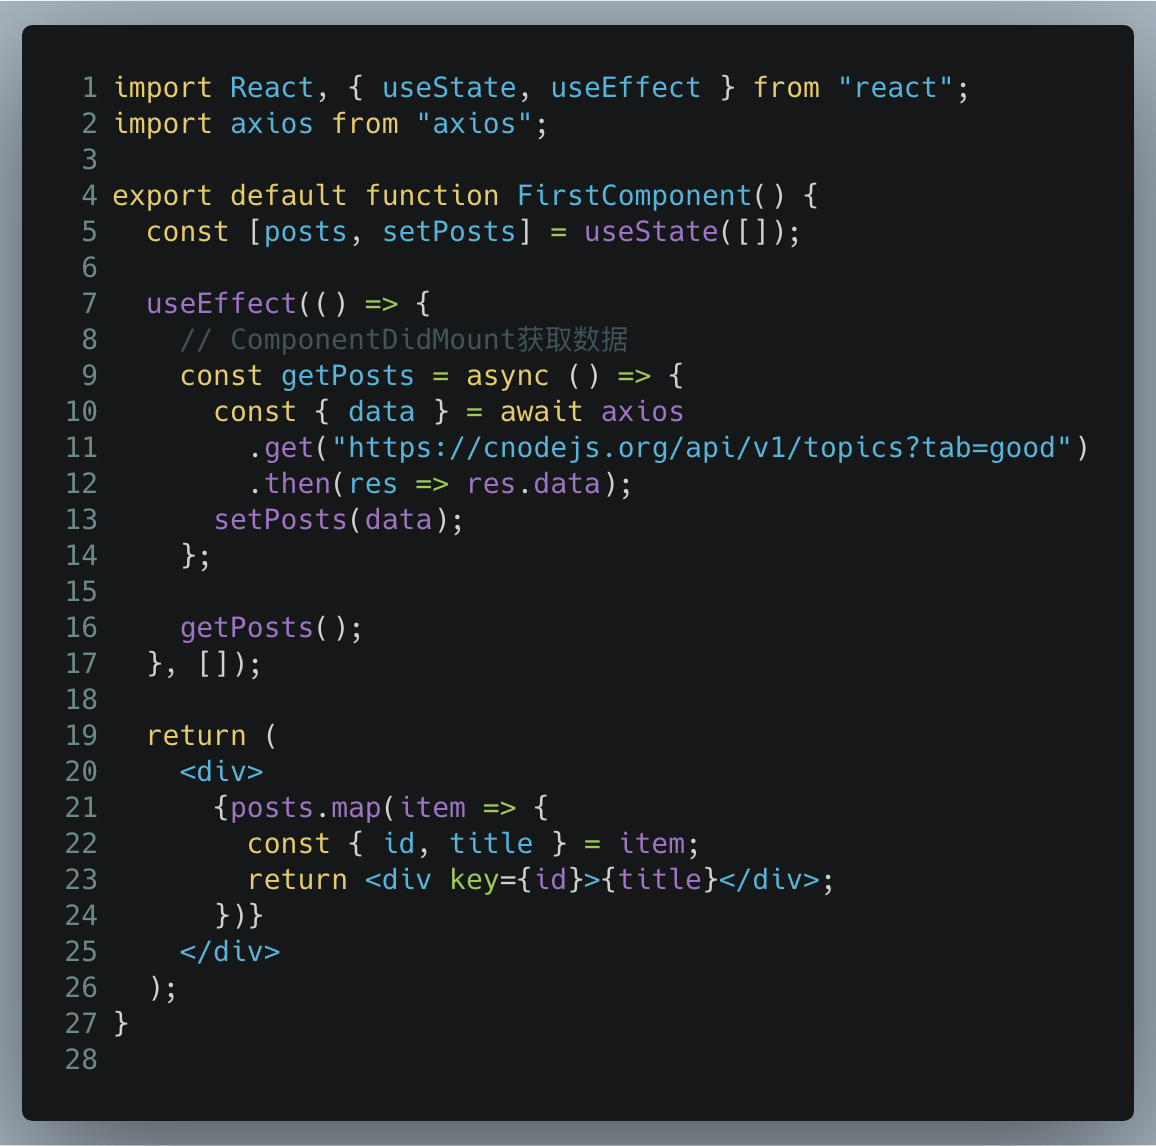 1 import React, { useState, useEffect } from "react";
2 import axios from "axios";
3
4 export default function FirstComponent() {
5   const [posts, setPosts] = useState([]);
6
7   useEffect(() => {
8     // ComponentDidMount获取数据
9     const getPosts = async () => {
10       const { data } = await axios
11         .get("https://cnodejs.org/api/v1/topics?tab=good")
12         .then(res => res.data);
13       setPosts(data);
14     };
15
16     getPosts();
17   }, []);
18
19   return (
20     <div>
21       {posts.map(item => {
22         const { id, title } = item;
23         return <div key={id}>{title}</div>;
24       })}
25     </div>
26   );
27 }
28